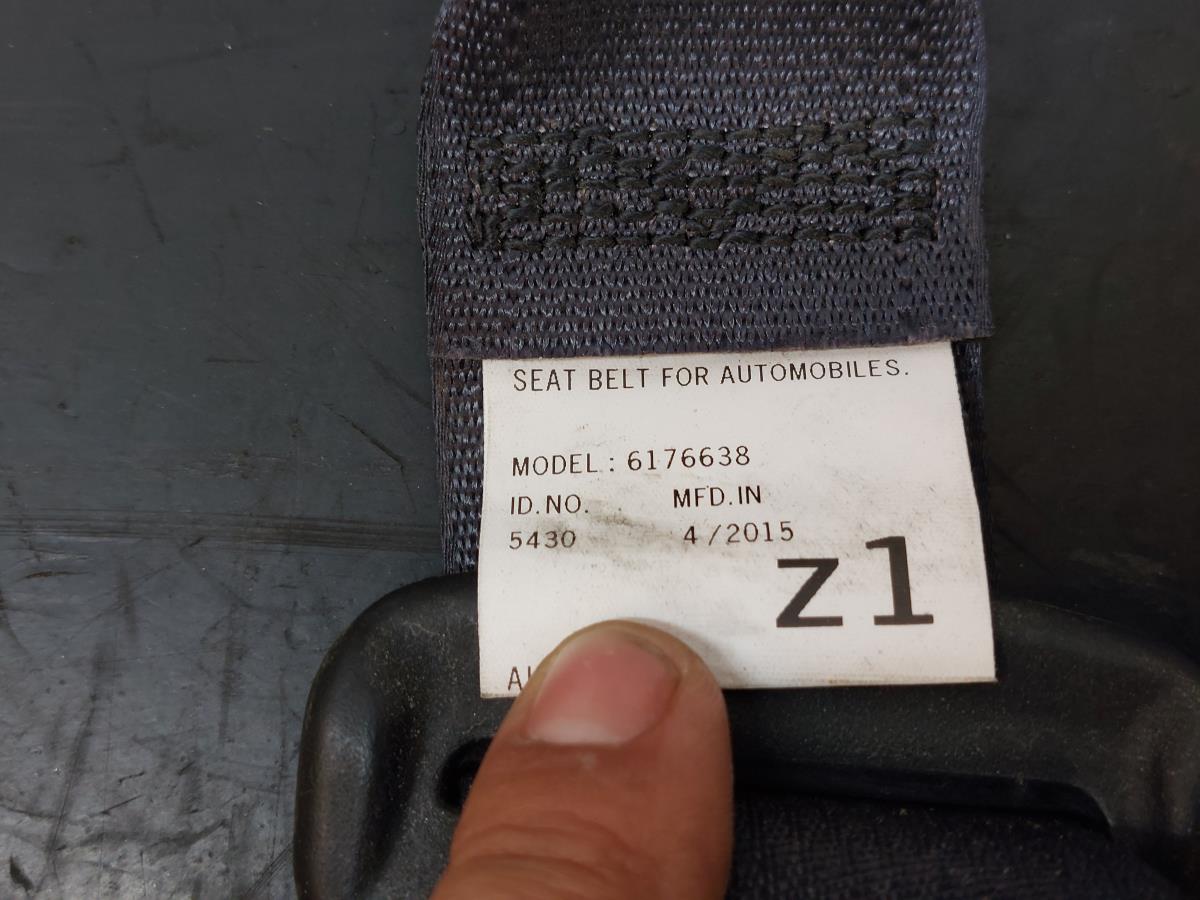 SEAT BELT FOR AUTOMOBILES.
MODEL : 6176638
ID.NO. MFD.IN
5430 4/2015
z1